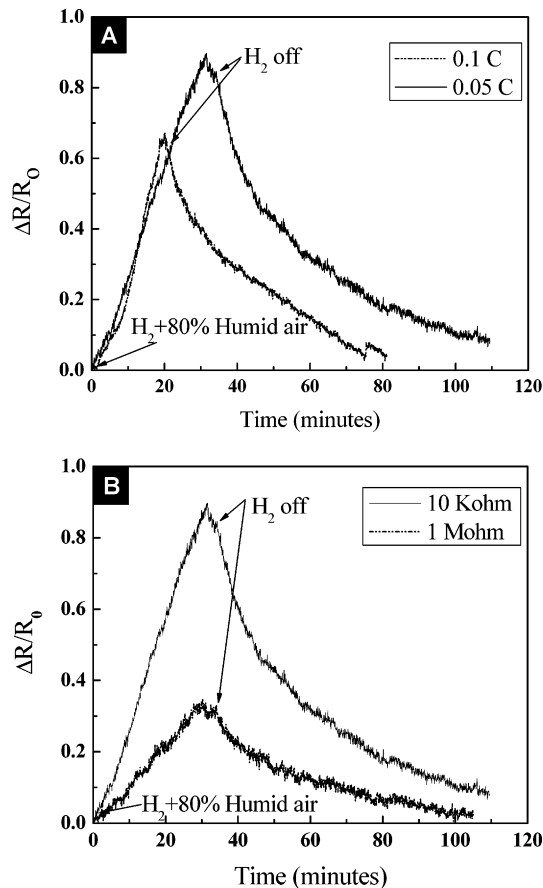 A
1.0
0.8
0.6
0.4
0.2
0.0
ΔR/R_O
H₂ off
0.1 C
0.05 C
H₂+80% Humid air
0 20 40 60 80 100 120
Time (minutes)
B
1.0
0.8
0.6
0.4
0.2
0.0
ΔR/R₀
H₂ off
10 Kohm
1 Mohm
H₂+80% Humid air
0 20 40 60 80 100 120
Time (minutes)